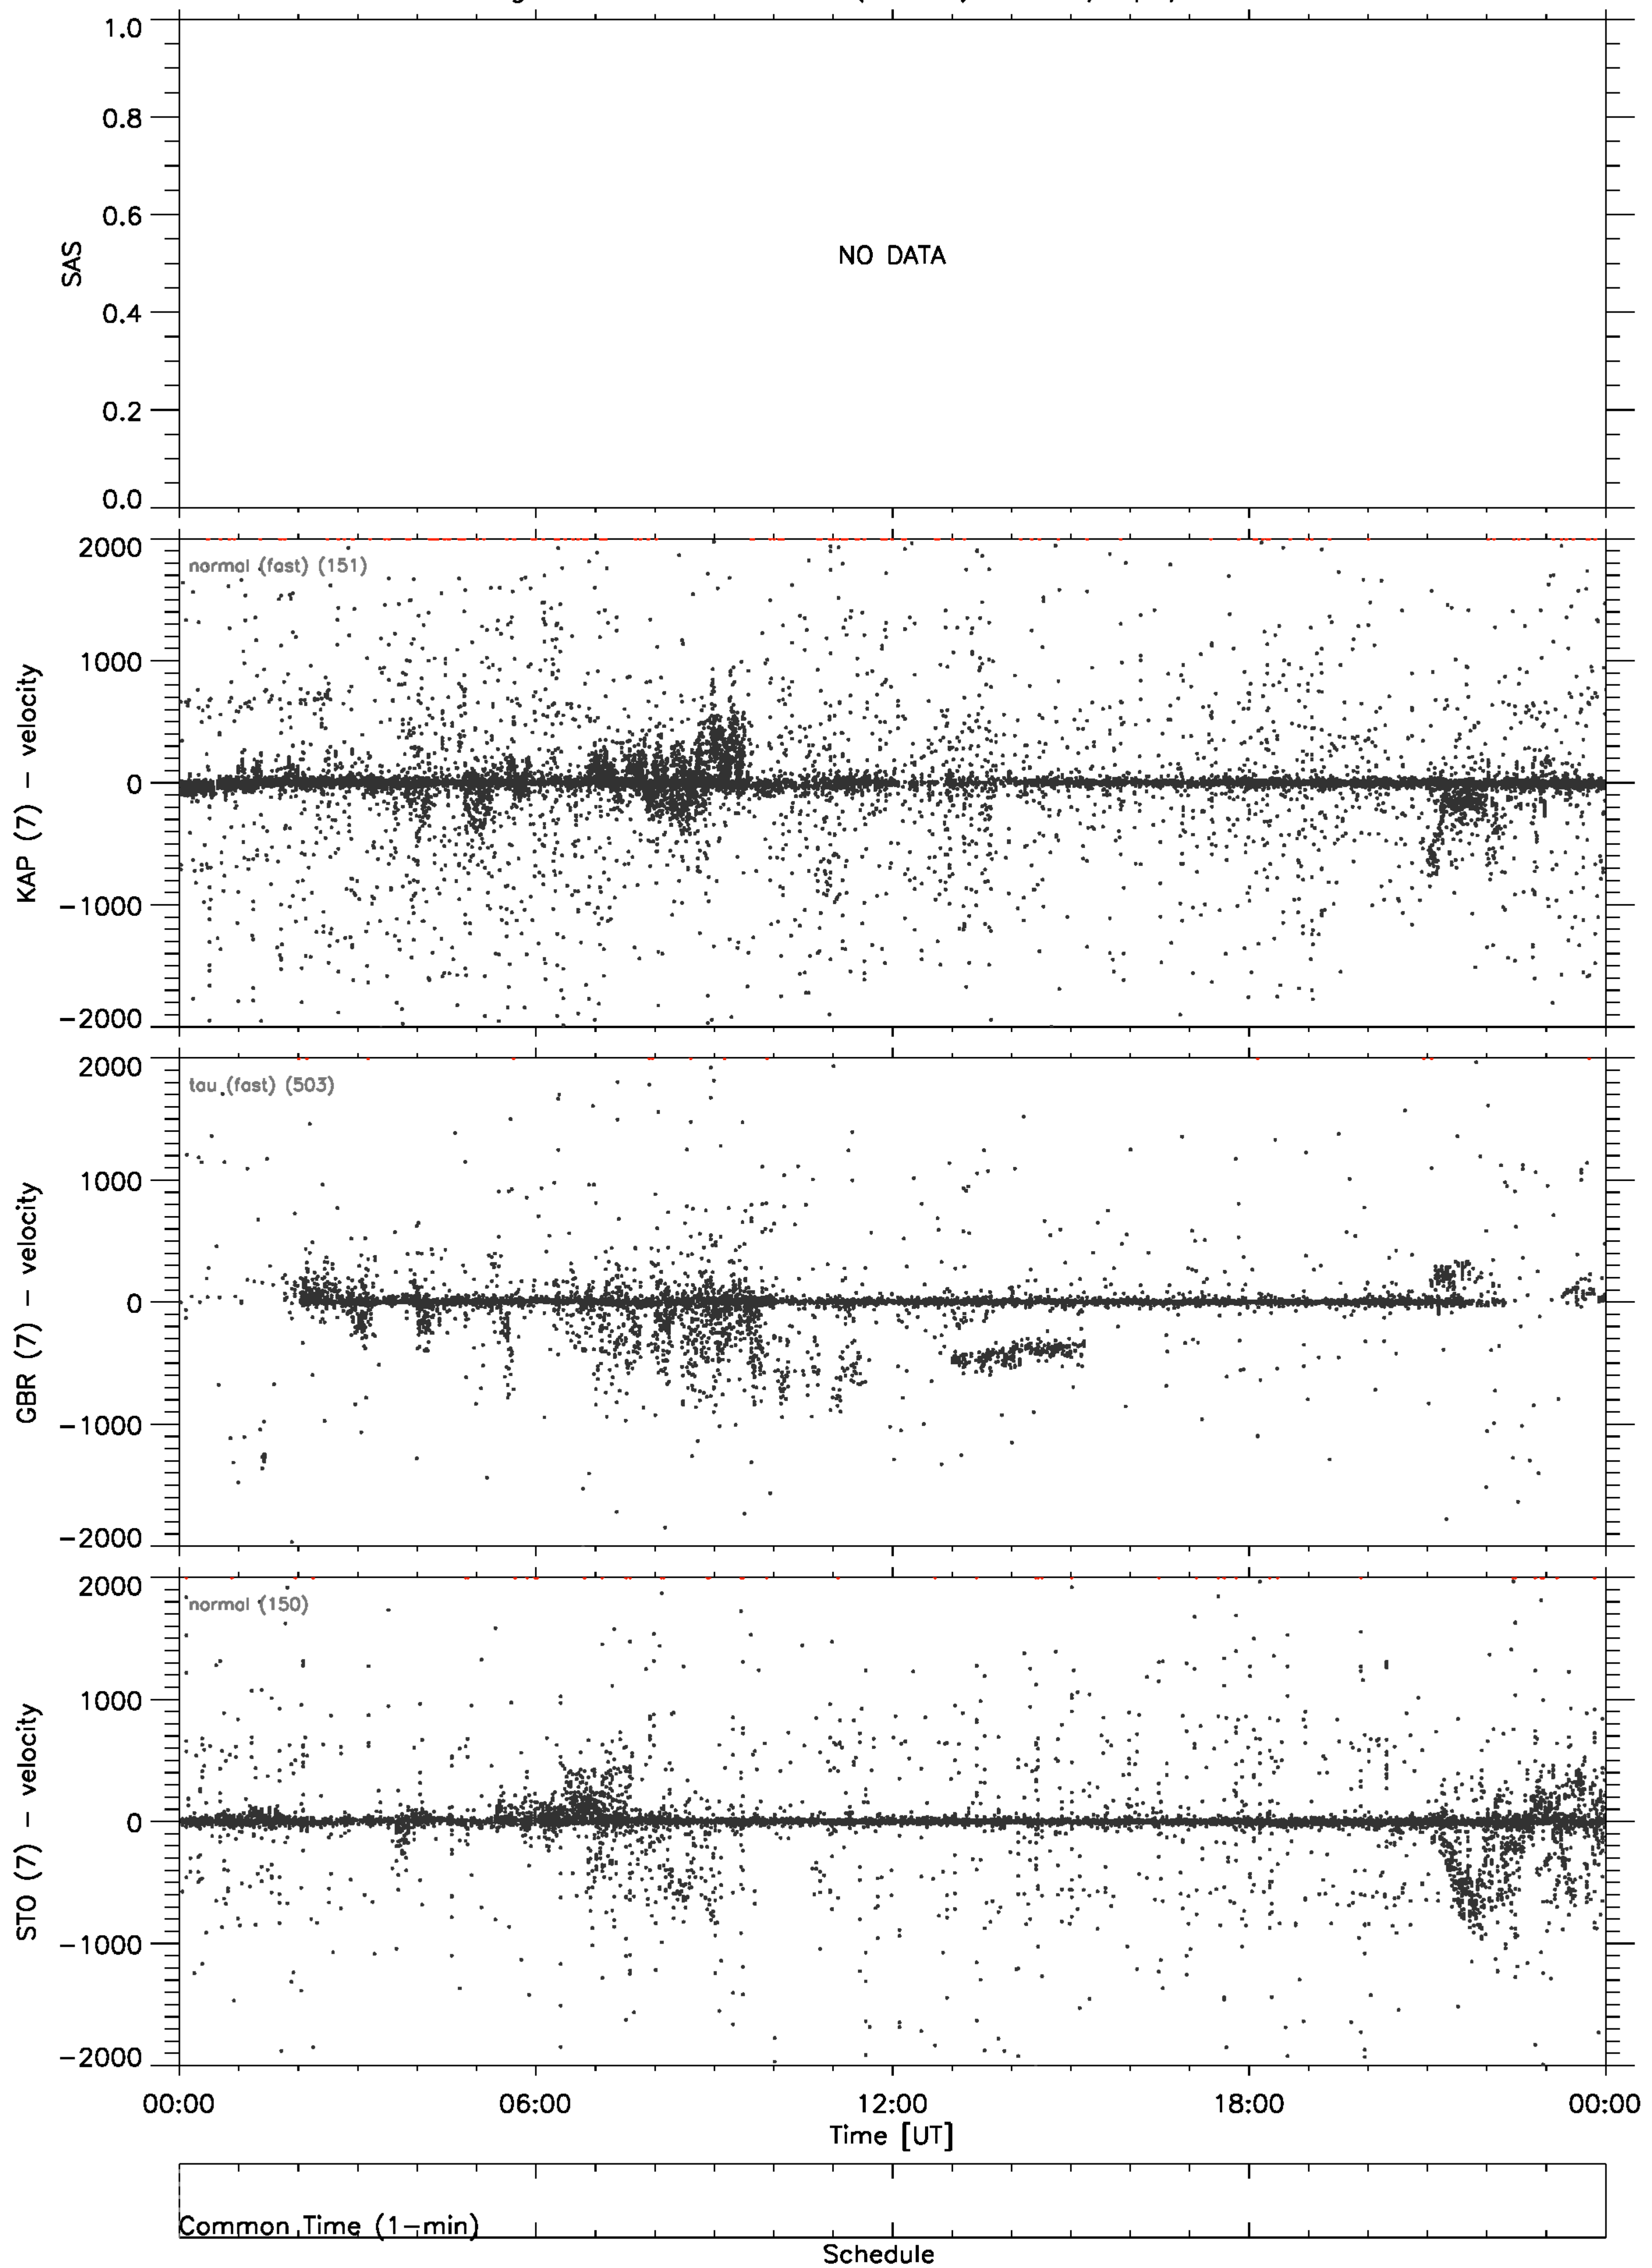 1.0
0.8
0.6
0.4
0.2
0.0
SAS
NO DATA
2000
1000
0
−1000
−2000
KAP (7) − velocity
normal (fast) (151)
2000
1000
0
−1000
−2000
GBR (7) − velocity
tau (fast) (503)
2000
1000
0
−1000
−2000
STO (7) − velocity
normal (150)
00:00 06:00 12:00 18:00 00:00
Time [UT]
Common Time (1−min)
Schedule